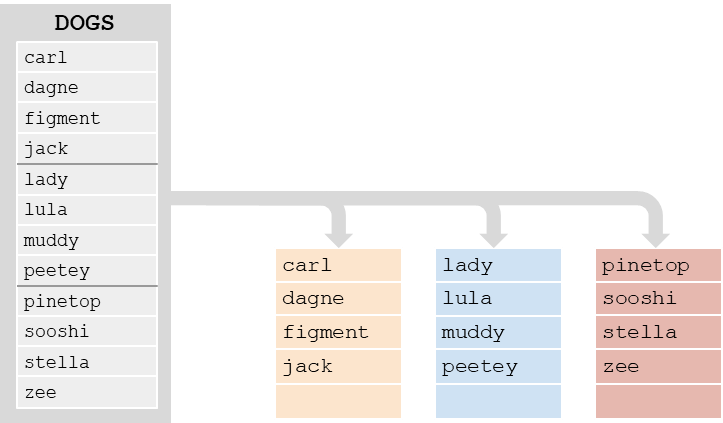 DOGS
carl
dagne
figment
jack
lady
lula
muddy
peetey
pinetop
sooshi
stella
zee
carl
dagne
figment
jack
lady
lula
muddy
peetey
pinetop
sooshi
stella
zee